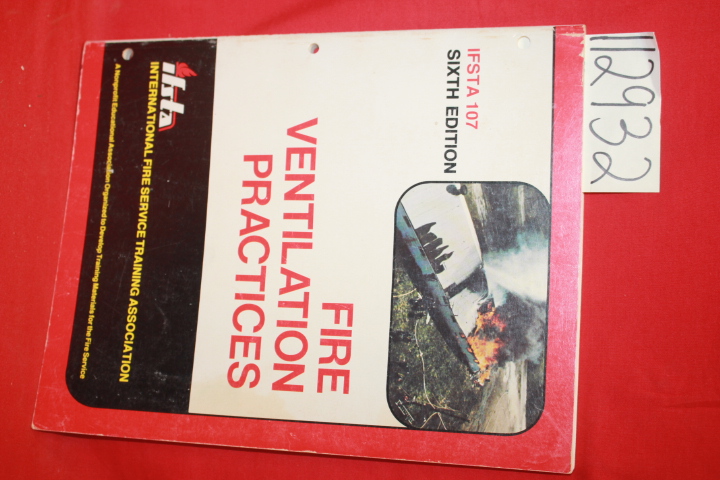 IFSTA 107
SIXTH EDITION
FIRE
VENTILATION
PRACTICES
ifsta
INTERNATIONAL FIRE SERVICE TRAINING ASSOCIATION
A Nonprofit Educational Association Organized to Develop Training Materials for the Fire Service
112932